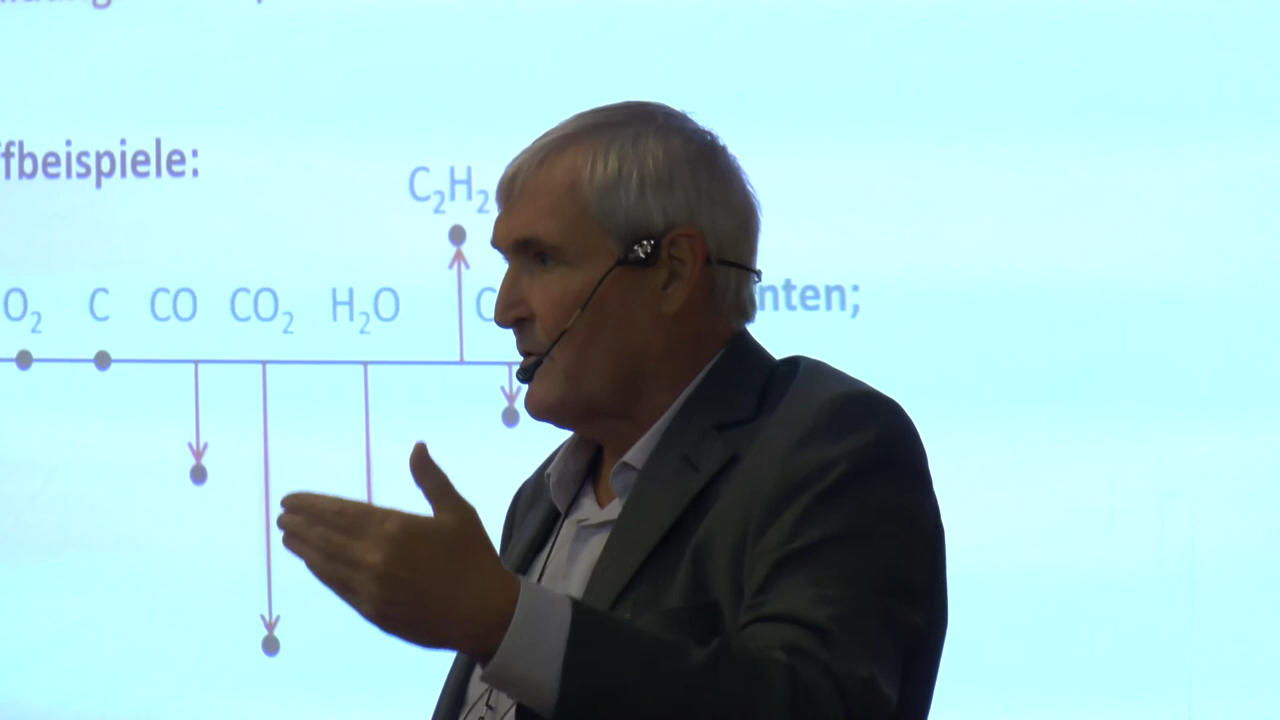 fbeispiele:
C₂H₂
O₂ C CO CO₂ H₂O C nten;